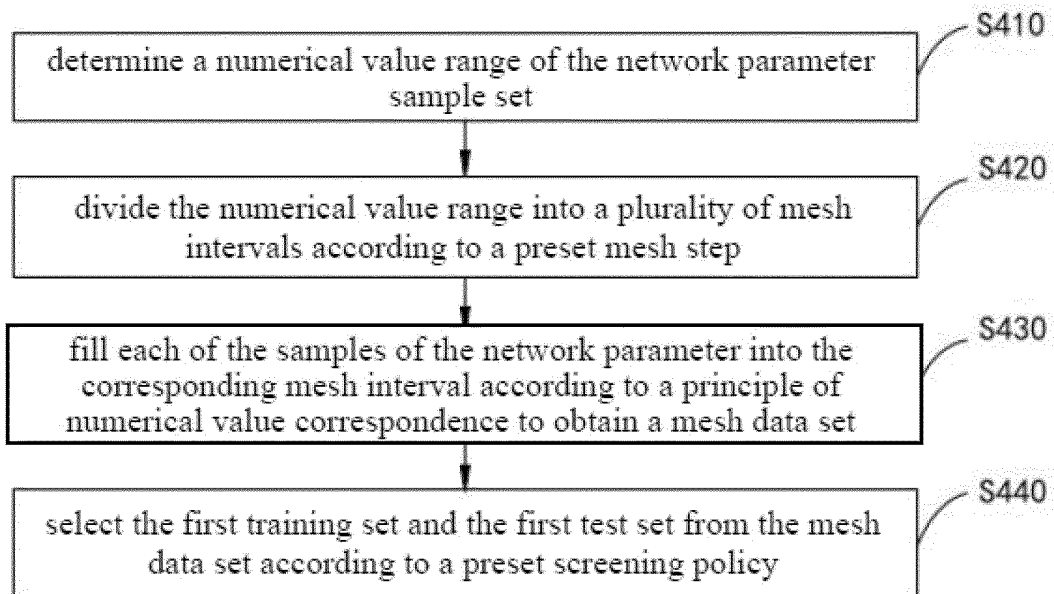 S410
determine a numerical value range of the network parameter
sample set
S420
divide the numerical value range into a plurality of mesh
intervals according to a preset mesh step
S430
fill each of the samples of the network parameter into the
corresponding mesh interval according to a principle of
numerical value correspondence to obtain a mesh data set
S440
select the first training set and the first test set from the mesh
data set according to a preset screening policy